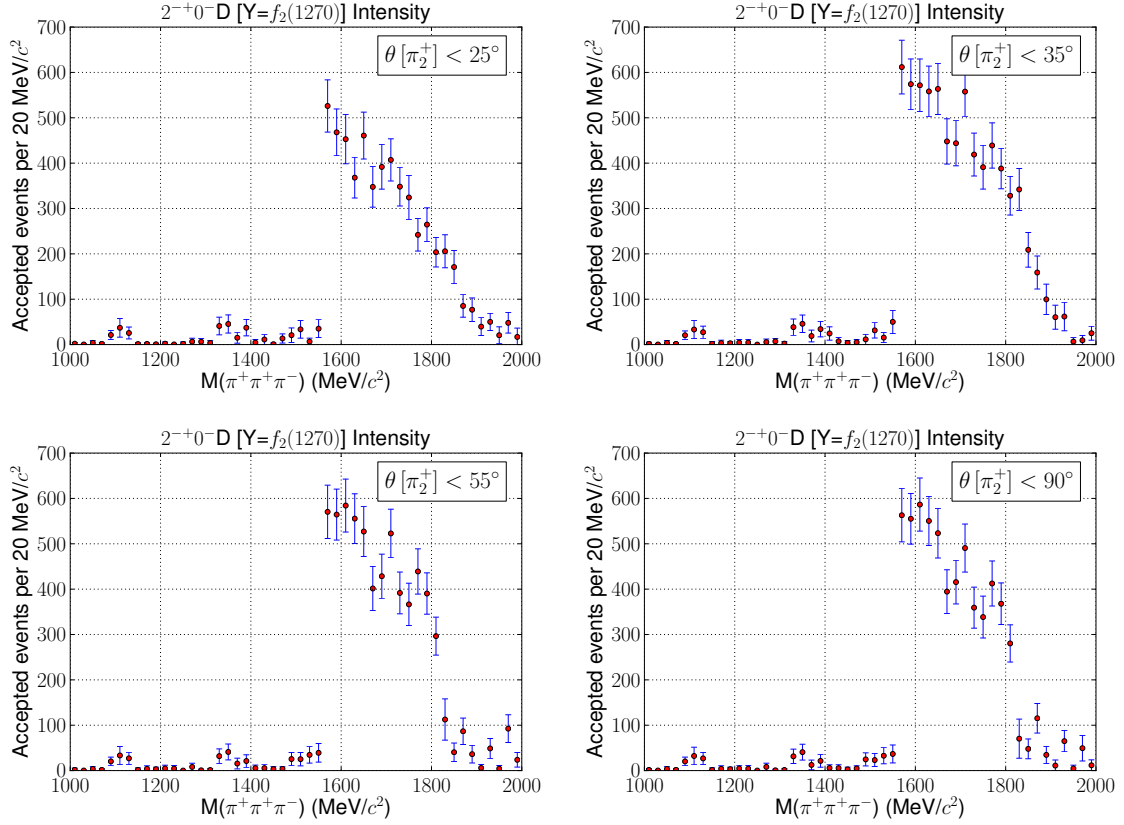 2⁻⁺0⁻D [Y=f₂(1270)] Intensity
θ[π₂⁺] < 25°
Accepted events per 20 MeV/c²
700
600
500
400
300
200
100
0
1000 1200 1400 1600 1800 2000
M(π⁺π⁺π⁻) (MeV/c²)
2⁻⁺0⁻D [Y=f₂(1270)] Intensity
θ[π₂⁺] < 35°
Accepted events per 20 MeV/c²
700
600
500
400
300
200
100
0
1000 1200 1400 1600 1800 2000
M(π⁺π⁺π⁻) (MeV/c²)
2⁻⁺0⁻D [Y=f₂(1270)] Intensity
θ[π₂⁺] < 55°
Accepted events per 20 MeV/c²
700
600
500
400
300
200
100
0
1000 1200 1400 1600 1800 2000
M(π⁺π⁺π⁻) (MeV/c²)
2⁻⁺0⁻D [Y=f₂(1270)] Intensity
θ[π₂⁺] < 90°
Accepted events per 20 MeV/c²
700
600
500
400
300
200
100
0
1000 1200 1400 1600 1800 2000
M(π⁺π⁺π⁻) (MeV/c²)